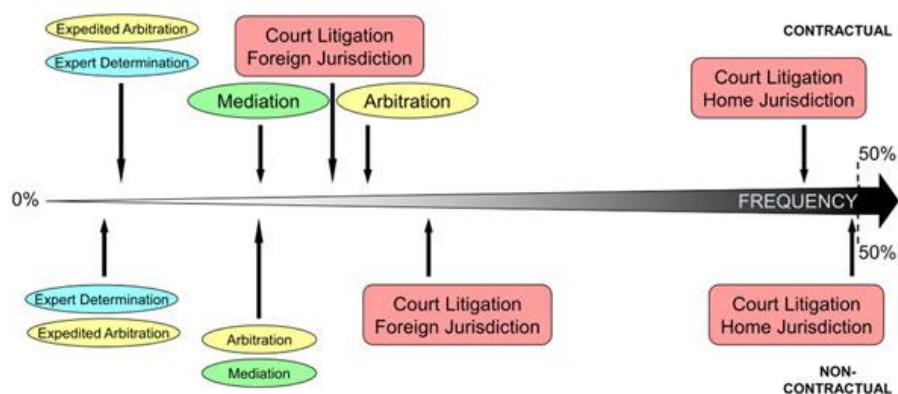 Expedited Arbitration
Expert Determination
Court Litigation
Foreign Jurisdiction
CONTRACTUAL
Mediation
Arbitration
Court Litigation
Home Jurisdiction
50%
0%
FREQUENCY
50%
Expert Determination
Expedited Arbitration
Arbitration
Mediation
Court Litigation
Foreign Jurisdiction
Court Litigation
Home Jurisdiction
NON-
CONTRACTUAL